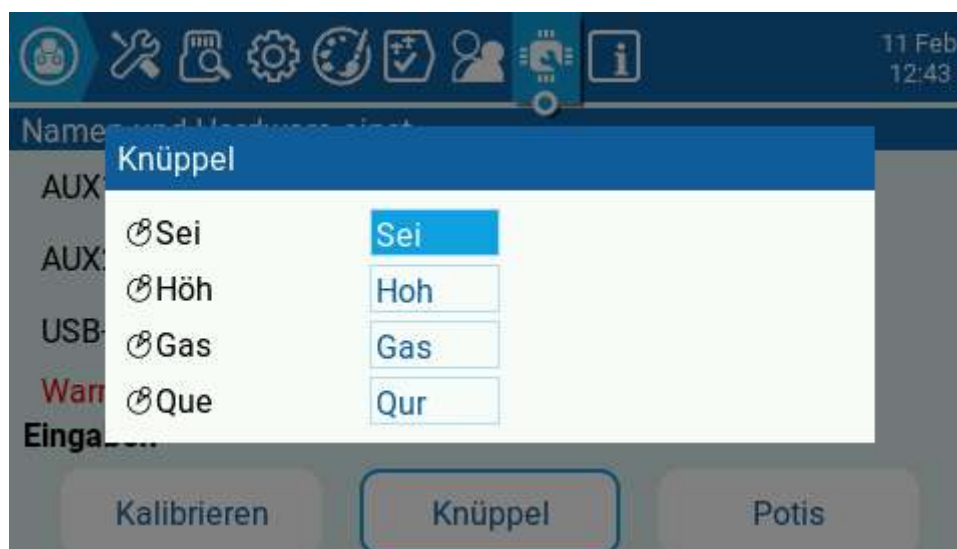 11 Feb
12:43
Knüppel
AUX
Sei Sei
AUX
Höh Hoh
USB-
Gas Gas
Que Qur
Kalibrieren Knüppel Potis